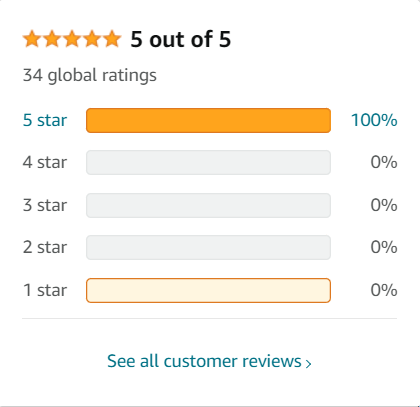 5 out of 5
34 global ratings
5 star 100%
4 star 0%
3 star 0%
2 star 0%
1 star 0%
See all customer reviews ›